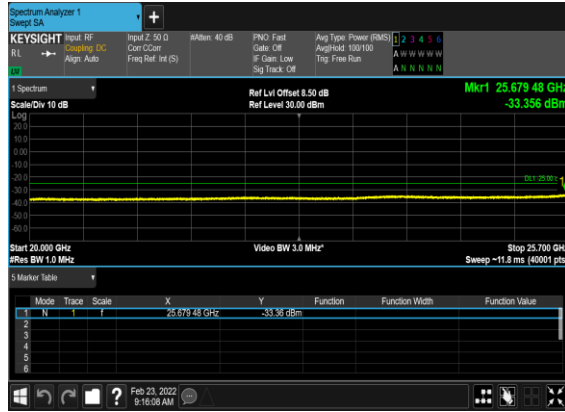 Spectrum Analyzer 1
Swept SA
+
KEYSIGHT Input: RF Input Z: 50 Ω #Atten: 40 dB PNO: Fast Avg Type: Power (RMS) 1 2 3 4 5 6
RL Coupling: DC Corr CCorr Gate: Off Avg|Hold: 100/100 A W W W W W
Align: Auto Freq Ref: Int (S) IF Gain: Low Trig: Free Run
Sig Track: Off A N N N N N
1 Spectrum Ref Lvl Offset 8.50 dB Mkr1 25.679 48 GHz
Scale/Div 10 dB Ref Level 30.00 dBm -33.356 dBm
Log
20.0
10.0
0.00
-10.0
-20.0
-30.0
-40.0
-50.0
-60.0
Start 20.000 GHz Video BW 3.0 MHz* Stop 25.700 GHz
#Res BW 1.0 MHz Sweep ~11.8 ms (40001 pts
5 Marker Table
Mode Trace Scale X Y Function Function Width Function Value
1 N 1 f 25.679 48 GHz -33.36 dBm
2
3
4
5
6
? Feb 23, 2022
9:16:08 AM